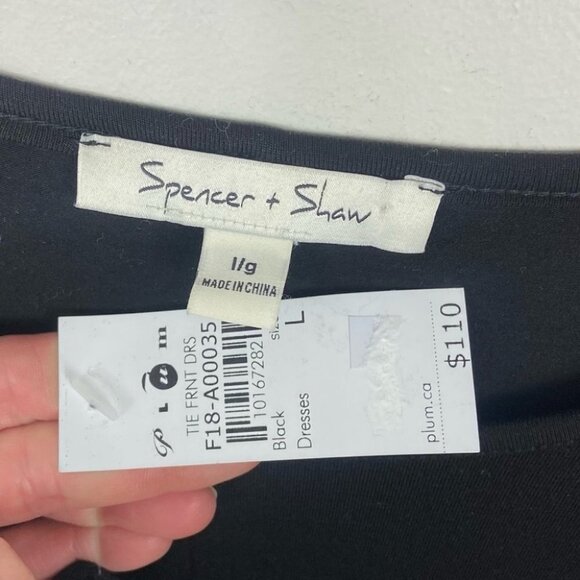 Spencer + Shaw
l/g
MADE IN CHINA
Plum
TIE FRNT DRS
F18-A00035
10167282
Black
Dresses
L
plum.ca
$110